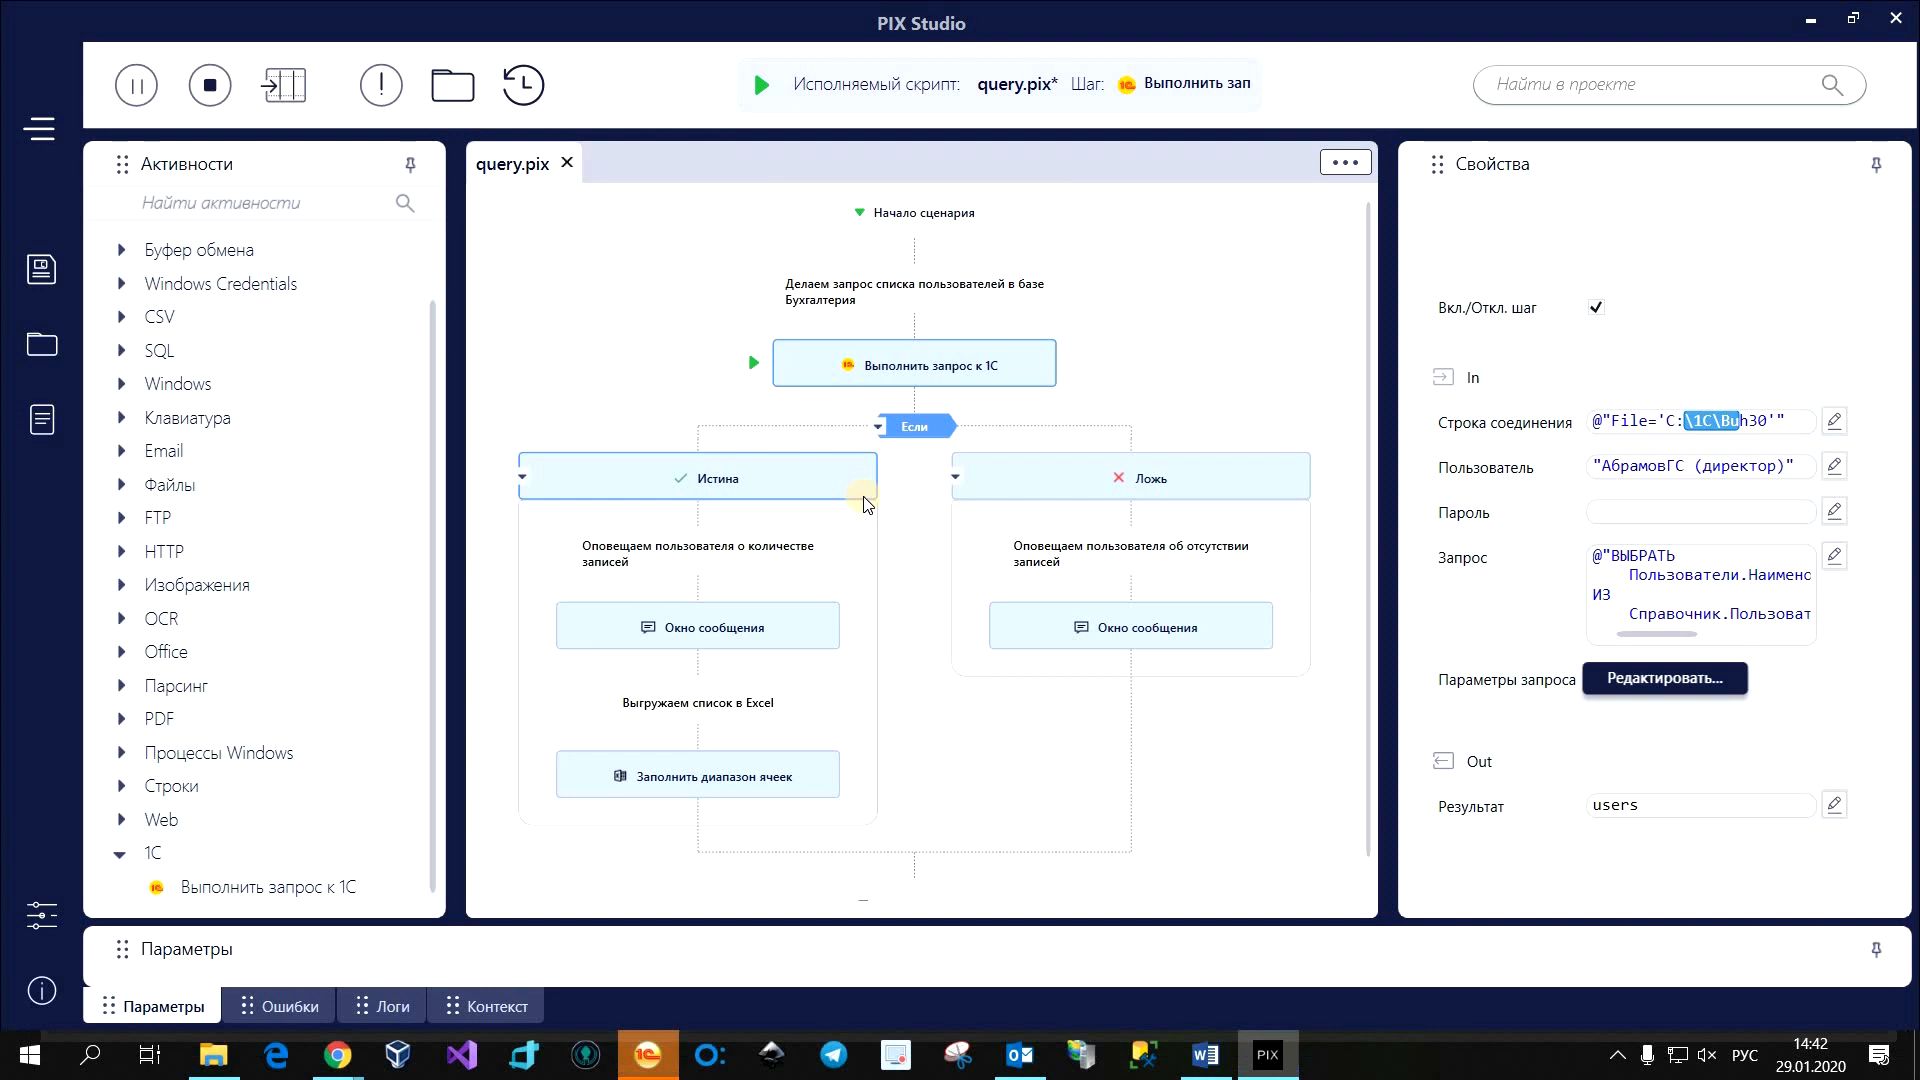 PIX Studio
Исполняемый скрипт: query.pix* Шаг: Выполнить зап
Найти в проекте
Активности
Найти активности
Буфер обмена
Windows Credentials
CSV
SQL
Windows
Клавиатура
Email
Файлы
FTP
HTTP
Изображения
OCR
Office
Парсинг
PDF
Процессы Windows
Строки
Web
1C
Выполнить запрос к 1С
query.pix
Начало сценария
Делаем запрос списка пользователей в базе
Бухгалтерия
Выполнить запрос к 1С
Если
Истина
Ложь
Оповещаем пользователя о количестве
записей
Оповещаем пользователя об отсутствии
записей
Окно сообщения
Окно сообщения
Выгружаем список в Excel
Заполнить диапазон ячеек
Свойства
Вкл./Откл. шаг
In
Строка соединения @"File='C:\1C\Buh30'"
Пользователь "АбрамовГС (директор)"
Пароль
Запрос @"ВЫБРАТЬ
Пользователи.Наименс
ИЗ
Справочник.Пользоват
Параметры запроса Редактировать...
Out
Результат users
Параметры
Параметры Ошибки Логи Контекст
PIX
РУС
14:42
29.01.2020